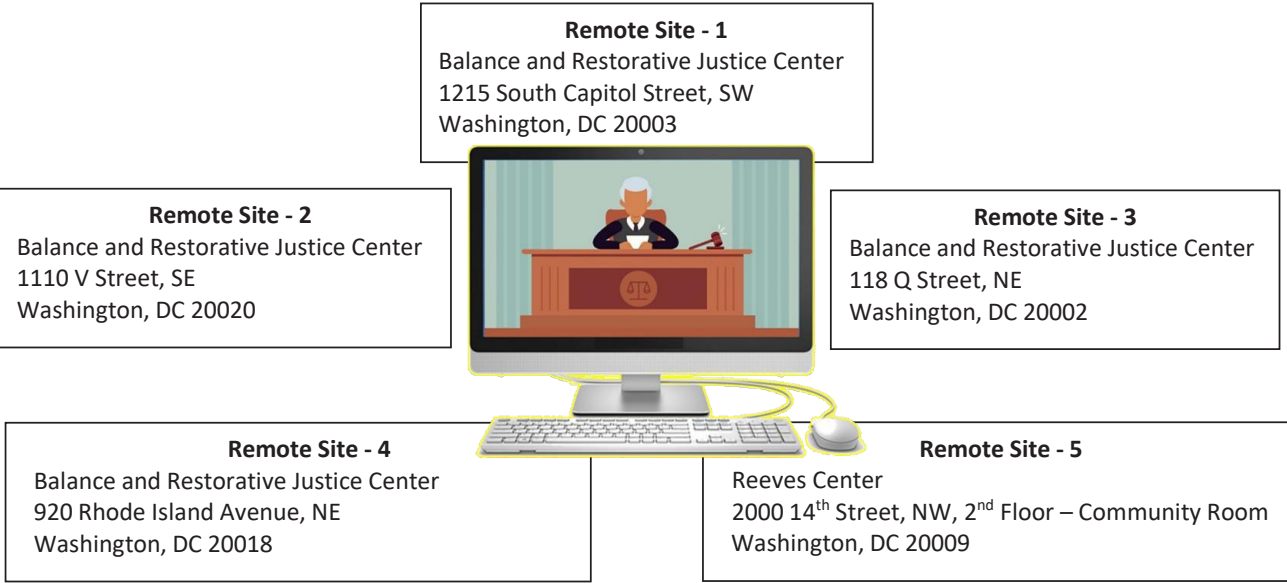 Remote Site - 1
Balance and Restorative Justice Center
1215 South Capitol Street, SW
Washington, DC 20003
Remote Site - 2
Balance and Restorative Justice Center
1110 V Street, SE
Washington, DC 20020
Remote Site - 3
Balance and Restorative Justice Center
118 Q Street, NE
Washington, DC 20002
Remote Site - 4
Balance and Restorative Justice Center
920 Rhode Island Avenue, NE
Washington, DC 20018
Remote Site - 5
Reeves Center
2000 14th Street, NW, 2nd Floor – Community Room
Washington, DC 20009